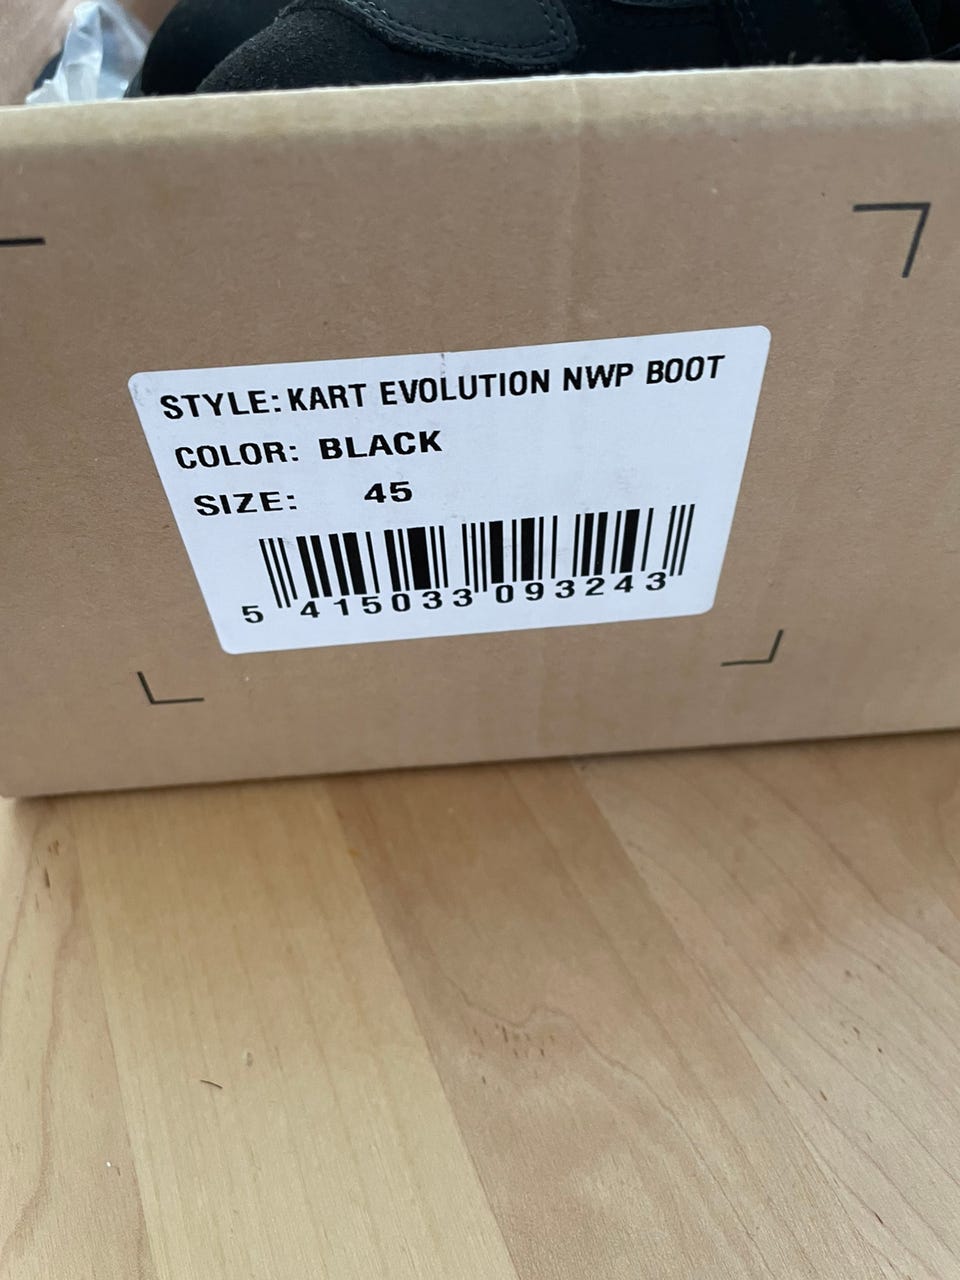 STYLE: KART EVOLUTION NWP BOOT
COLOR: BLACK
SIZE: 45
5 415033 093243